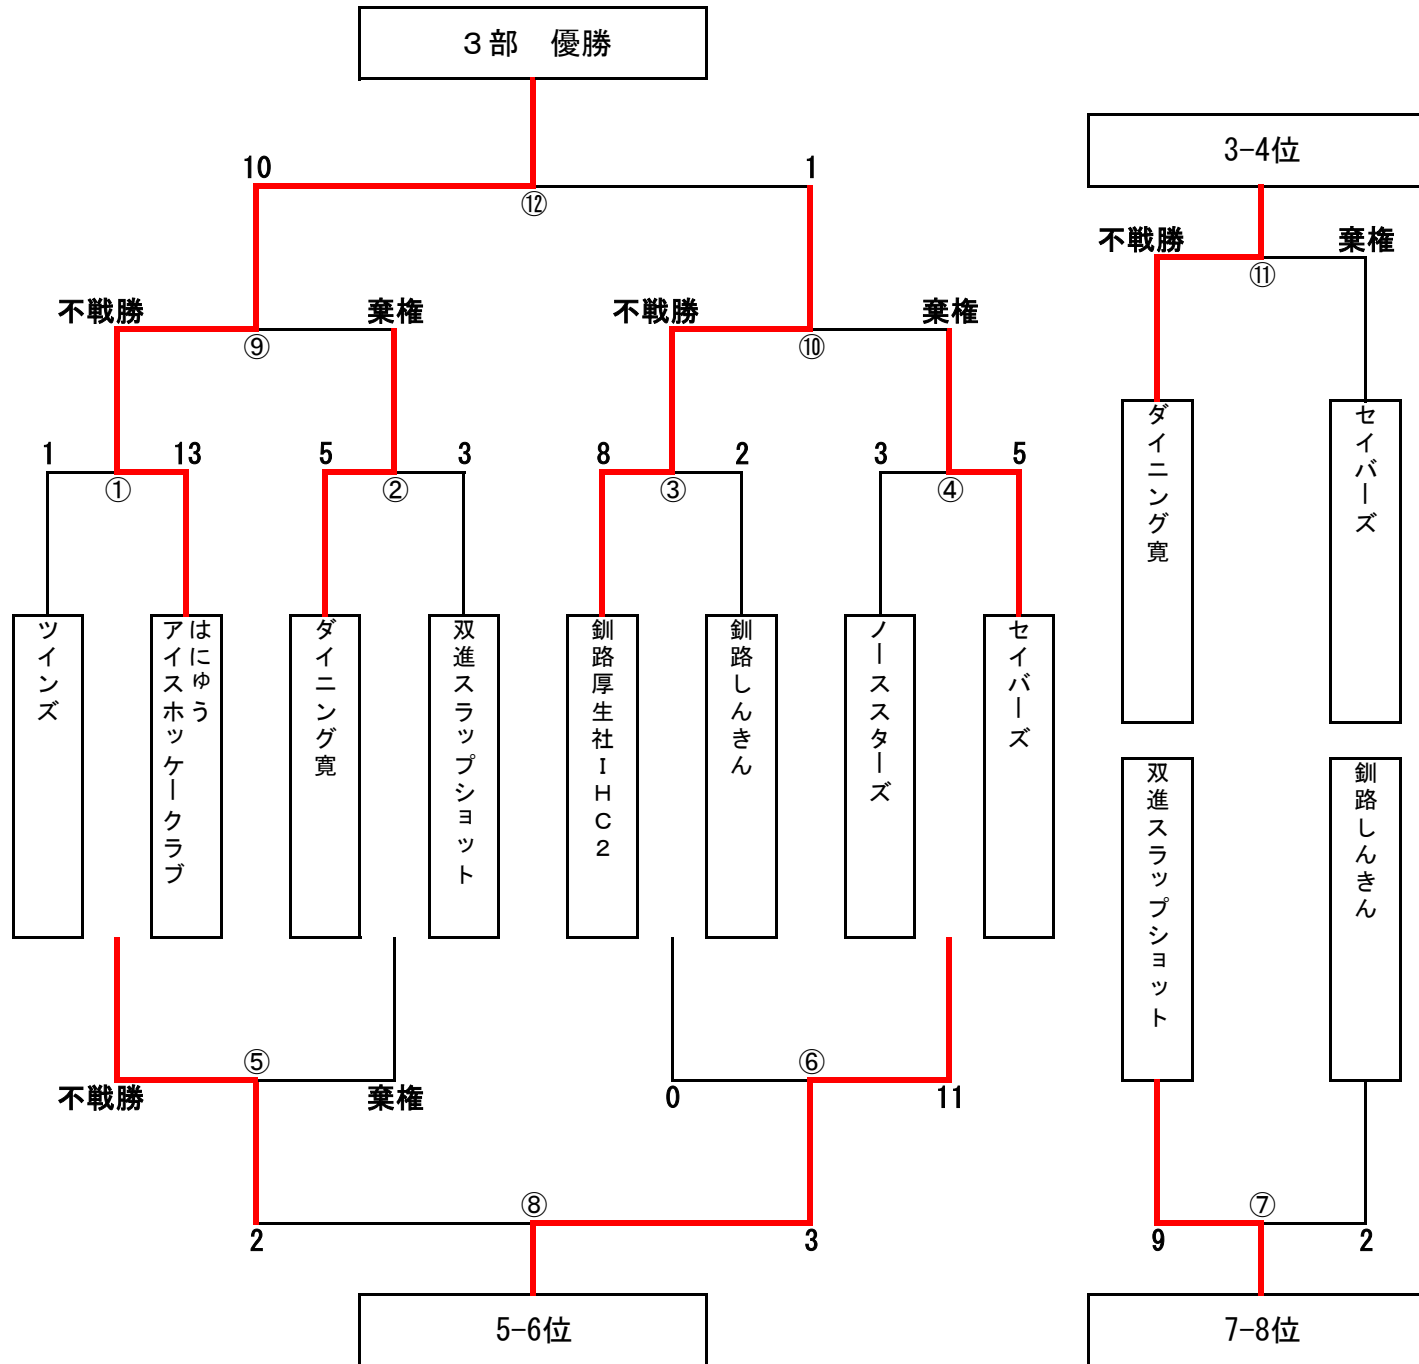 ３部　優勝
3-4位
10
1
⑫
不戦勝
棄権
⑪
不戦勝
棄権
不戦勝
棄権
⑨
⑩
1
13
5
3
8
2
3
5
①
②
③
④
ツインズ
はにゅう
アイスホッケークラブ
ダイニング寛
双進スラップショット
釧路厚生社ＩＨＣ２
釧路しんきん
ノーススターズ
セイバーズ
ダイニング寛
セイバーズ
双進スラップショット
釧路しんきん
⑤
⑥
不戦勝
棄権
0
11
⑧
⑦
2
3
9
2
5-6位
7-8位